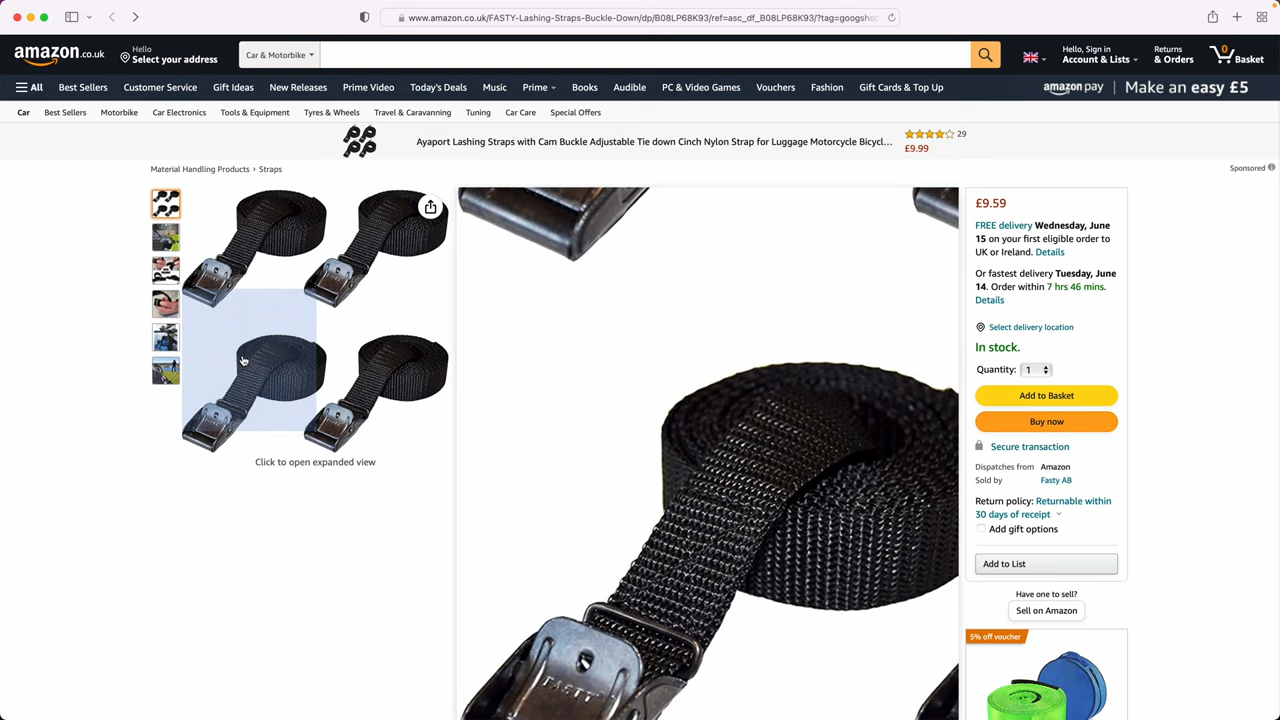 www.amazon.co.uk/FASTY-Lashing-Straps-Buckle-Down/dp/B08LP68K93/ref=asc_df_B08LP68K93/?tag=googshop
amazon.co.uk
Hello
Select your address
Car & Motorbike
Hello, Sign in
Account & Lists
Returns
& Orders
0
Basket
All
Best Sellers
Customer Service
Gift Ideas
New Releases
Prime Video
Today's Deals
Music
Prime
Books
Audible
PC & Video Games
Vouchers
Fashion
Gift Cards & Top Up
amazon pay
Make an easy £5
Car
Best Sellers
Motorbike
Car Electronics
Tools & Equipment
Tyres & Wheels
Travel & Caravanning
Tuning
Car Care
Special Offers
Ayaport Lashing Straps with Cam Buckle Adjustable Tie down Cinch Nylon Strap for Luggage Motorcycle Bicycl...
29
£9.99
Material Handling Products › Straps
Sponsored
Click to open expanded view
FASTY
£9.59
FREE delivery Wednesday, June
15 on your first eligible order to
UK or Ireland. Details
Or fastest delivery Tuesday, June
14. Order within 7 hrs 46 mins.
Details
Select delivery location
In stock.
Quantity: 1
Add to Basket
Buy now
Secure transaction
Dispatches from Amazon
Sold by Fasty AB
Return policy: Returnable within
30 days of receipt
Add gift options
Add to List
Have one to sell?
Sell on Amazon
5% off voucher